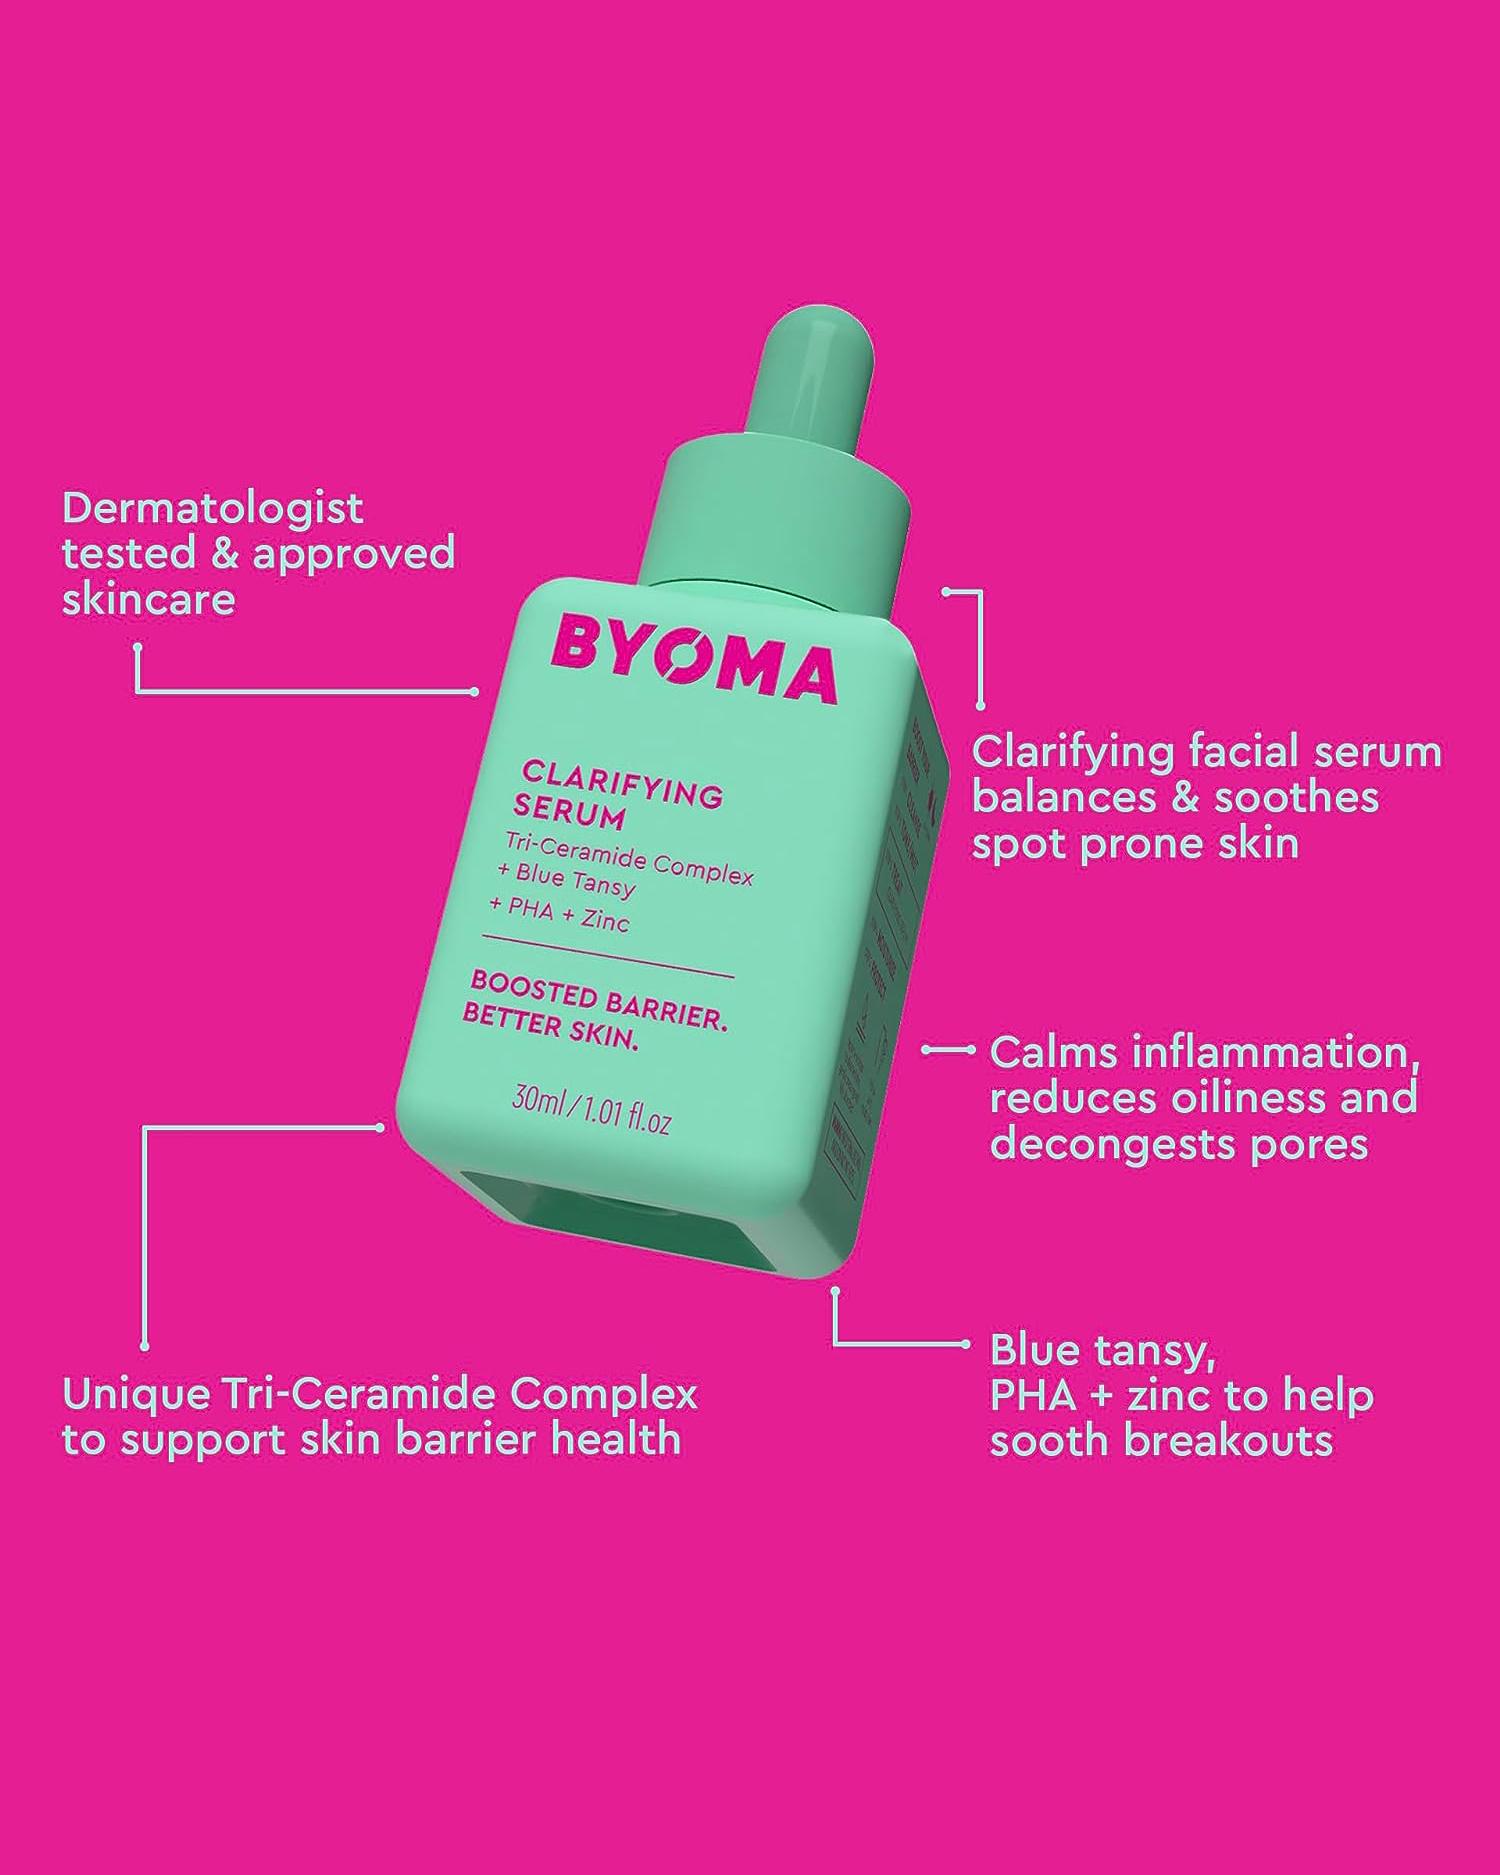 Dermatologist
tested & approved
skincare
BYOMA
CLARIFYING
SERUM
Tri-Ceramide Complex
+ Blue Tansy
+ PHA + Zinc
BOOSTED BARRIER.
BETTER SKIN.
30ml/1.01 fl.oz
Clarifying facial serum
balances & soothes
spot prone skin
Calms inflammation,
reduces oiliness and
decongests pores
Unique Tri-Ceramide Complex
to support skin barrier health
Blue tansy,
PHA + zinc to help
sooth breakouts